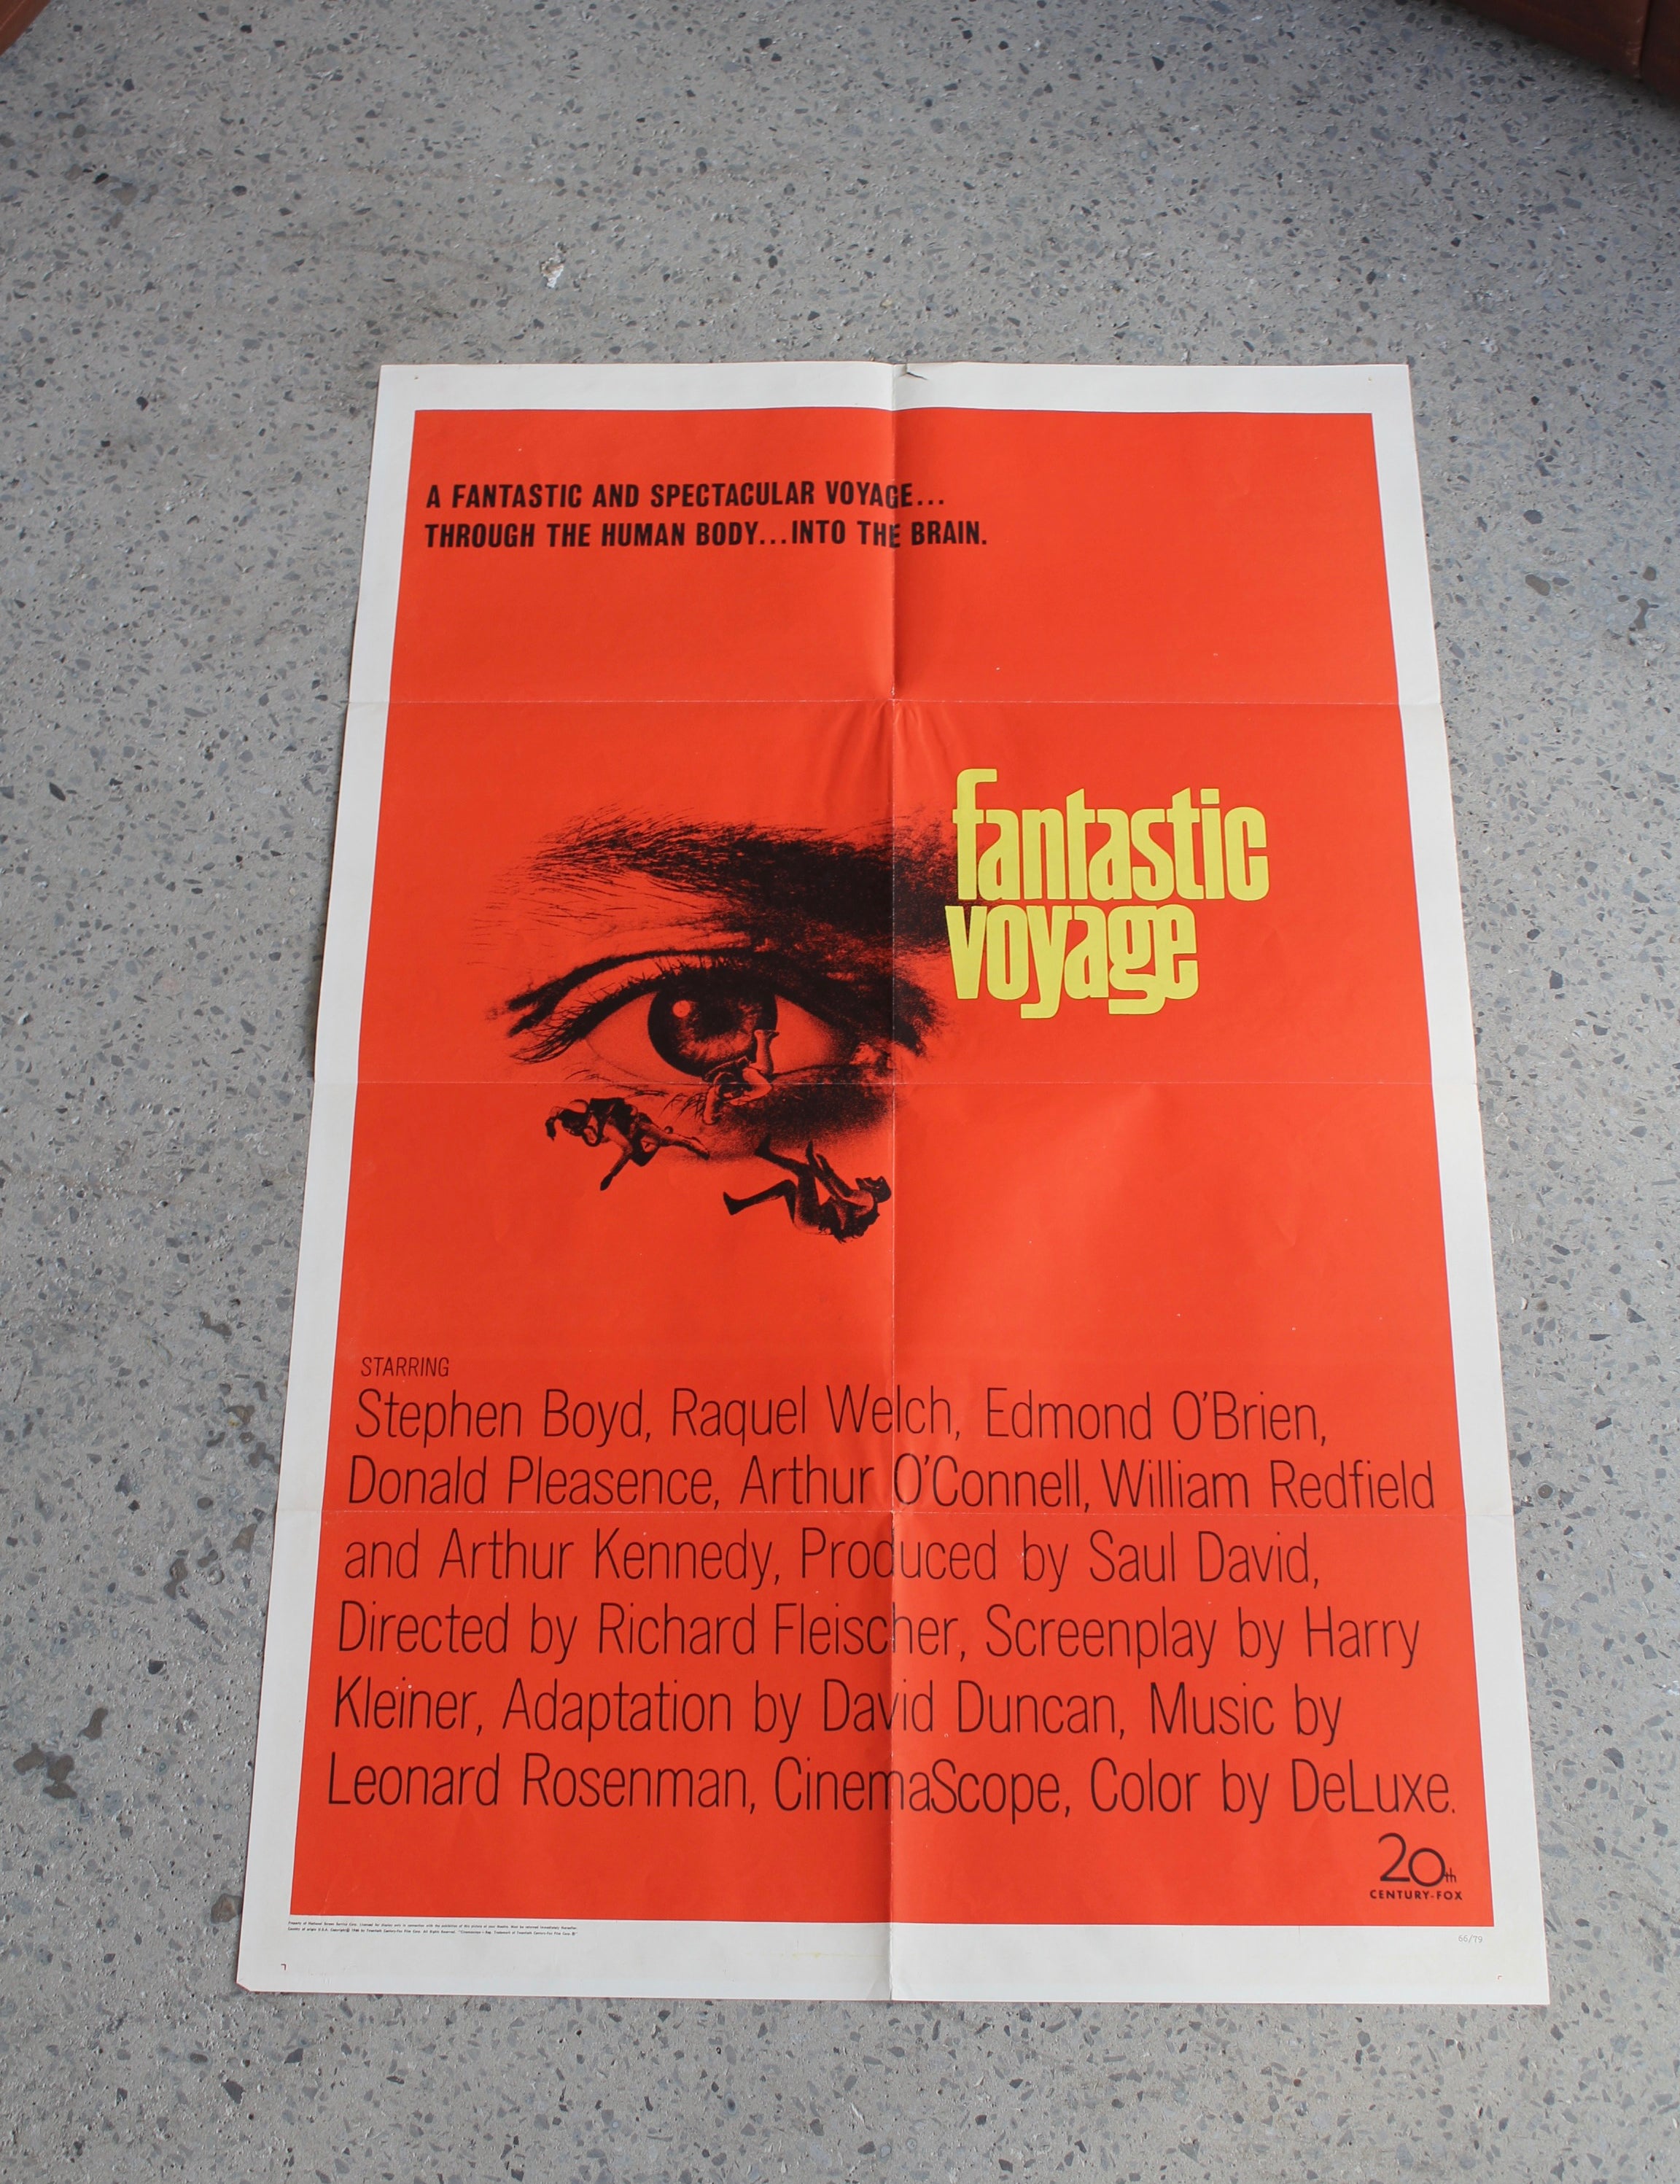 A FANTASTIC AND SPECTACULAR VOYAGE...
THROUGH THE HUMAN BODY...INTO THE BRAIN.
fantastic
voyage
STARRING
Stephen Boyd, Raquel Welch, Edmond O'Brien,
Donald Pleasence, Arthur O'Connell, William Redfield
and Arthur Kennedy, Produced by Saul David,
Directed by Richard Fleischer, Screenplay by Harry
Kleiner, Adaptation by David Duncan, Music by
Leonard Rosenman, CinemaScope, Color by DeLuxe.
20th
CENTURY-FOX
66/79